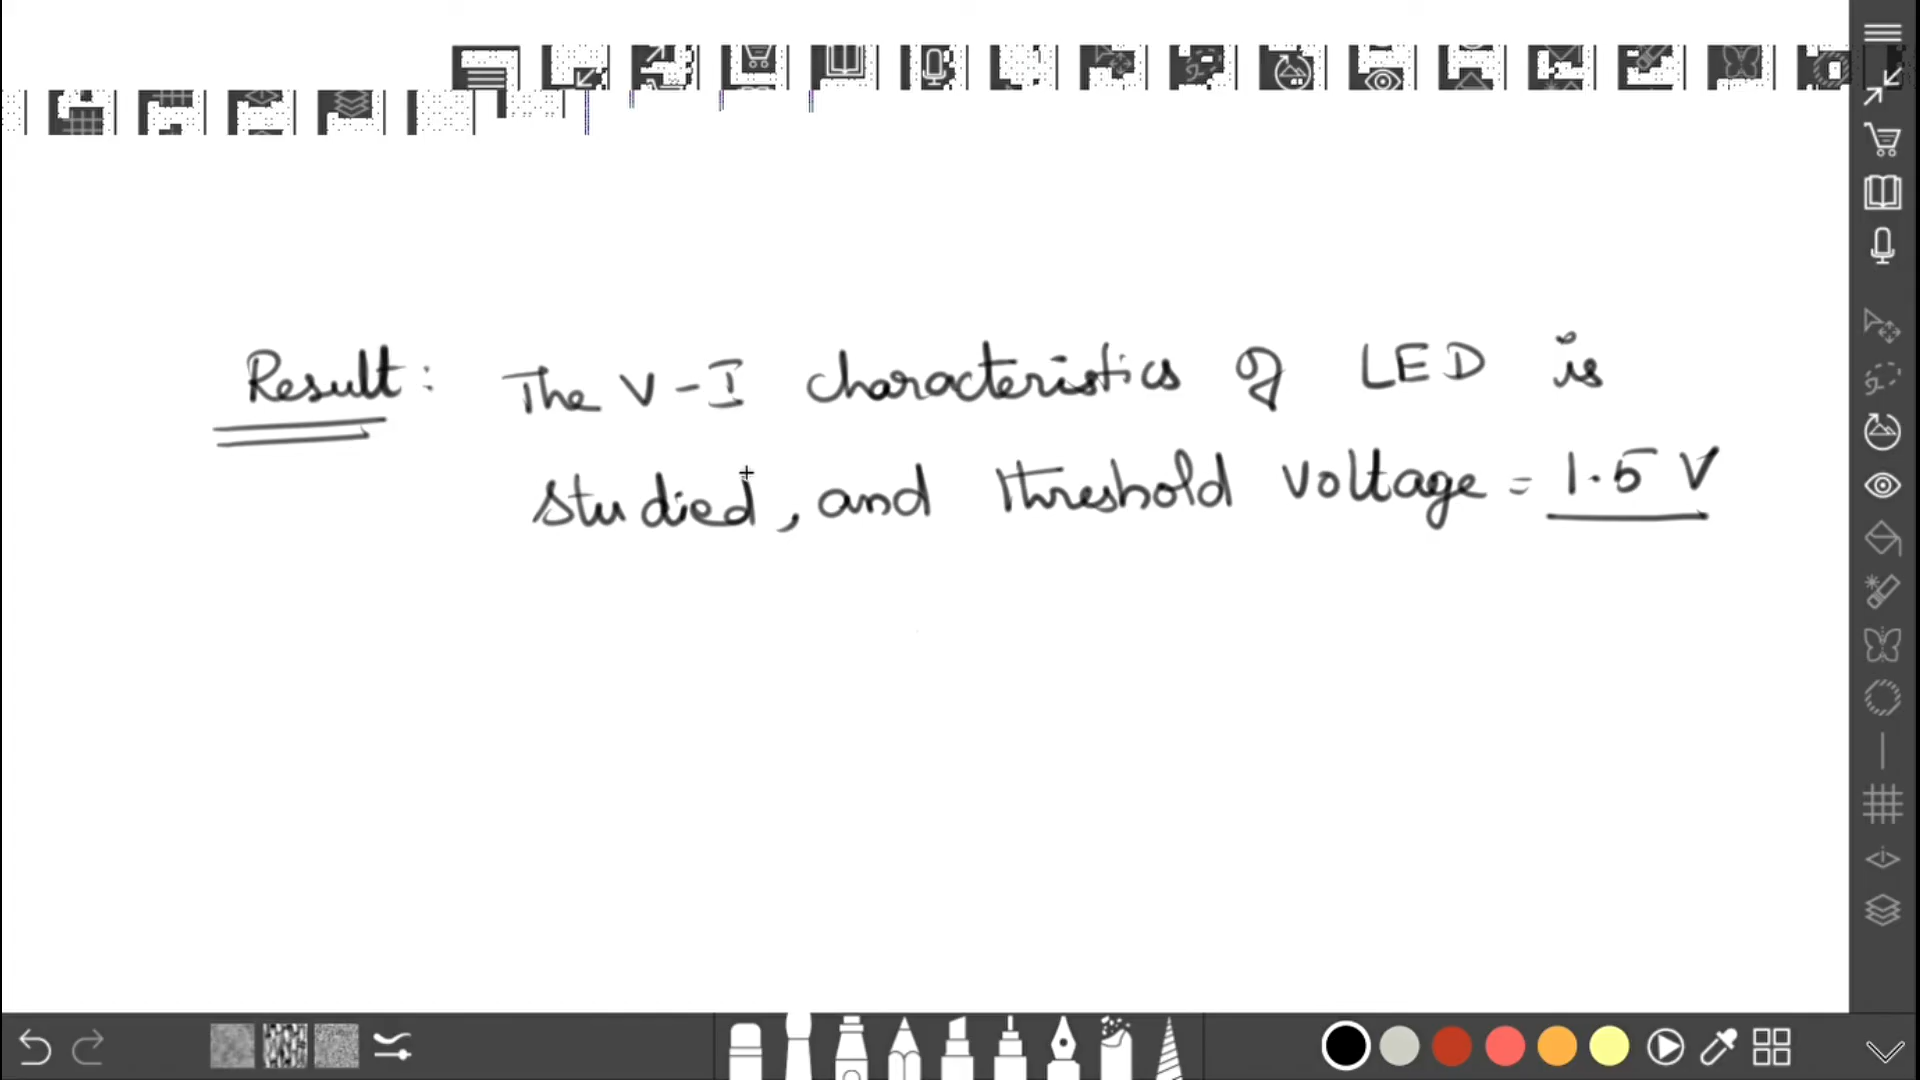 Result: The V-I characteristics of LED is
studied, and threshold voltage = 1.5 V